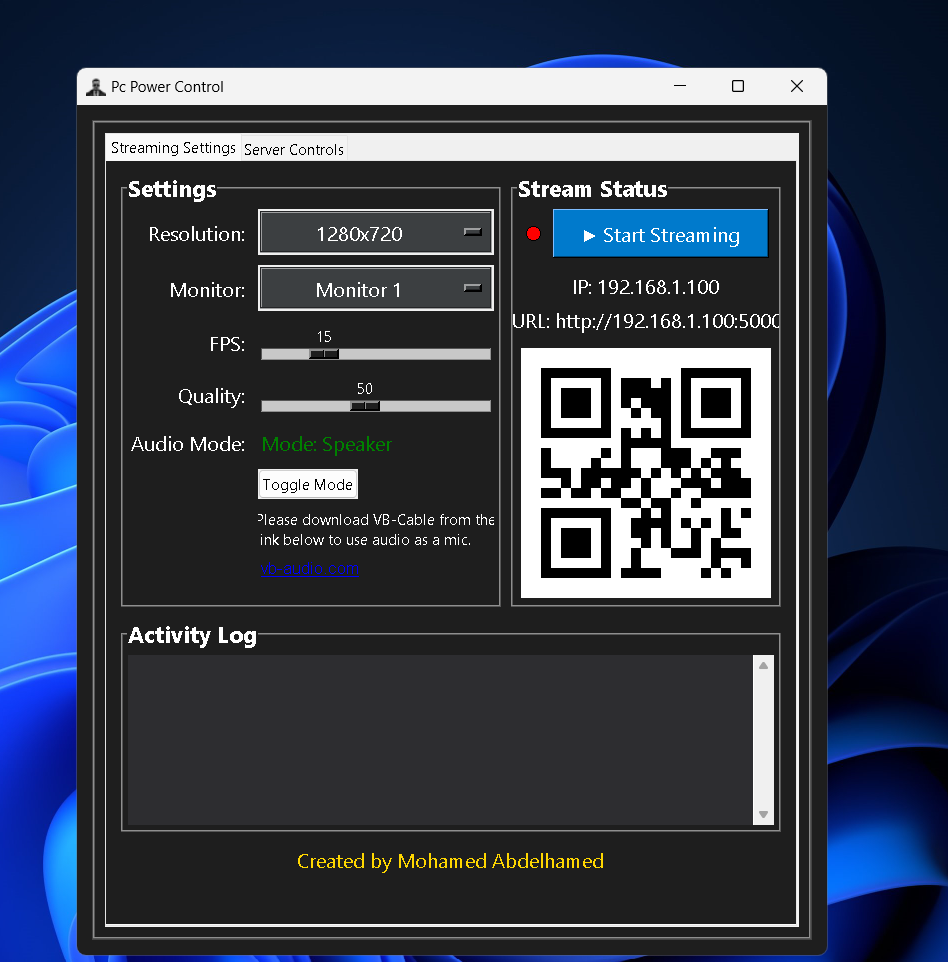 Pc Power Control
Streaming Settings
Server Controls
Settings
Resolution:
1280x720
Monitor:
Monitor 1
FPS:
15
Quality:
50
Audio Mode:
Mode: Speaker
Toggle Mode
Please download VB-Cable from the
ink below to use audio as a mic.
Stream Status
► Start Streaming
IP: 192.168.1.100
URL: http://192.168.1.100:5000
Activity Log
Created by Mohamed Abdelhamed